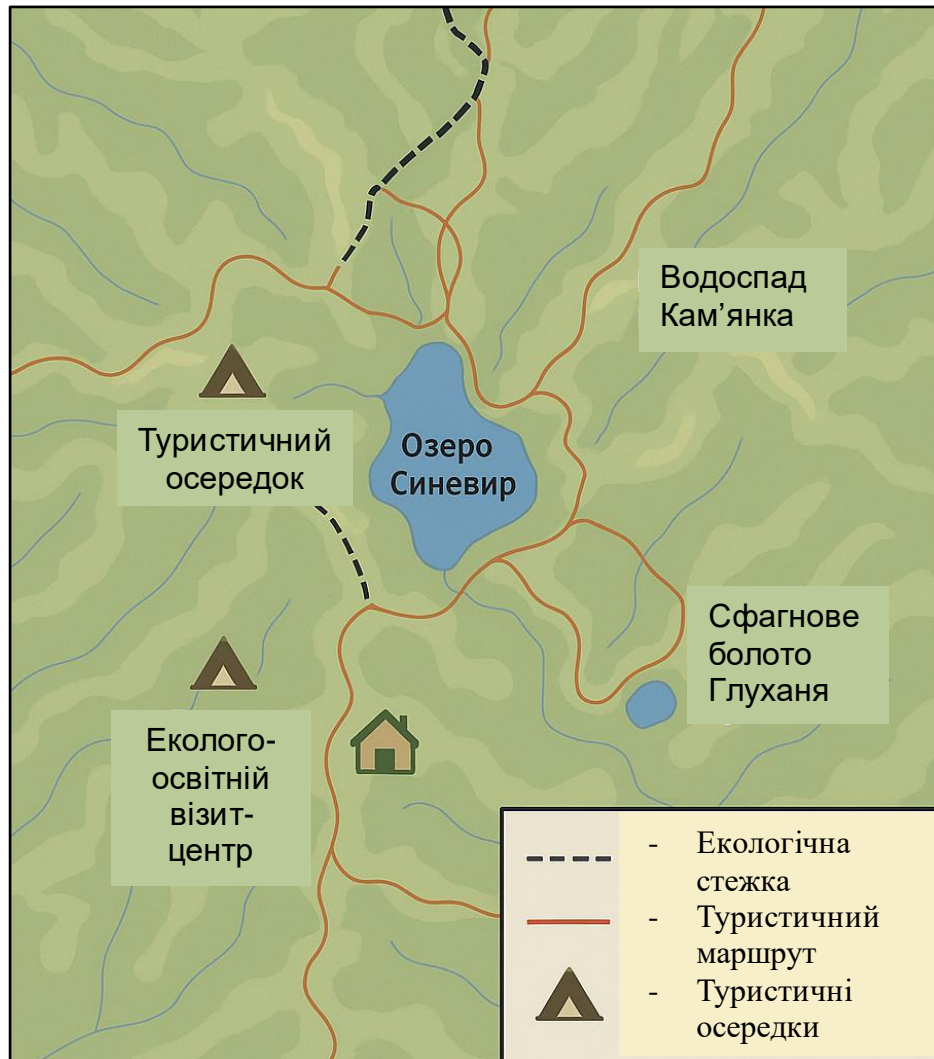 Водоспад
Кам’янка
Туристичний
осередок
Озеро
Синевир
Сфагнове
болото
Глуханя
Еколого-
освітній
візит-
центр
- Екологічна
стежка
- Туристичний
маршрут
- Туристичні
осередки